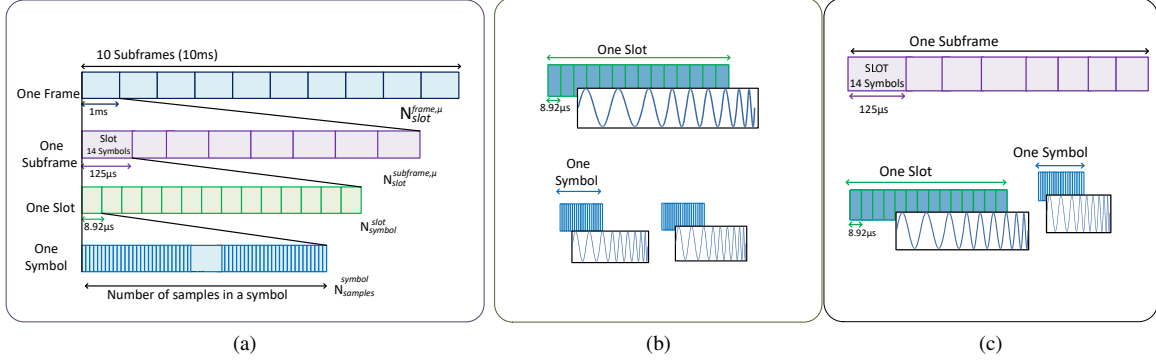 10 Subframes (10ms)
One Frame
1ms
N_slot^frame,μ
One
Subframe
Slot
14 Symbols
125μs
N_slot^subframe,μ
One Slot
8.92μs
N_symbol^slot
One
Symbol
Number of samples in a symbol
N_samples^symbol
(a)
One Slot
8.92μs
One
Symbol
(b)
One Subframe
SLOT
14 Symbols
125μs
One Symbol
One Slot
8.92μs
(c)